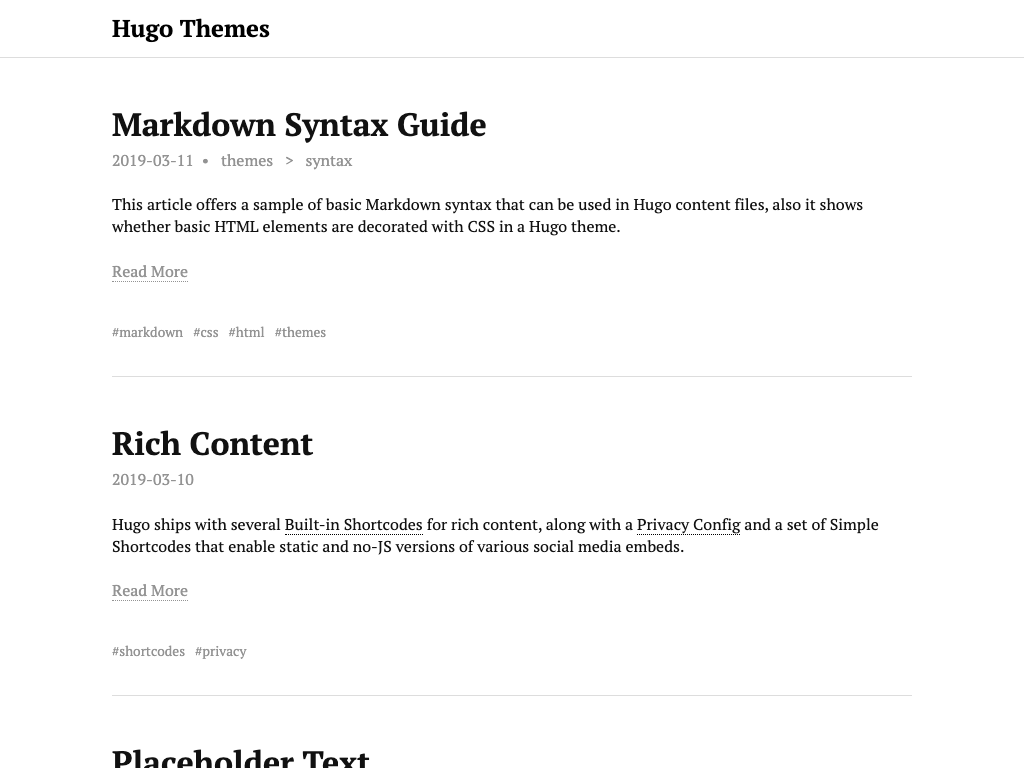 Hugo Themes
Markdown Syntax Guide
2019-03-11 • themes > syntax
This article offers a sample of basic Markdown syntax that can be used in Hugo content files, also it shows
whether basic HTML elements are decorated with CSS in a Hugo theme.
Read More
#markdown #css #html #themes
Rich Content
2019-03-10
Hugo ships with several Built-in Shortcodes for rich content, along with a Privacy Config and a set of Simple
Shortcodes that enable static and no-JS versions of various social media embeds.
Read More
#shortcodes #privacy
Placeholder Text